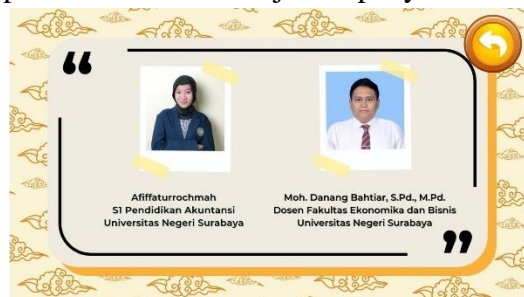 Afiffaturrochmah
S1 Pendidikan Akuntansi
Universitas Negeri Surabaya
Moh. Danang Bahtiar, S.Pd., M.Pd.
Dosen Fakultas Ekonomika dan Bisnis
Universitas Negeri Surabaya